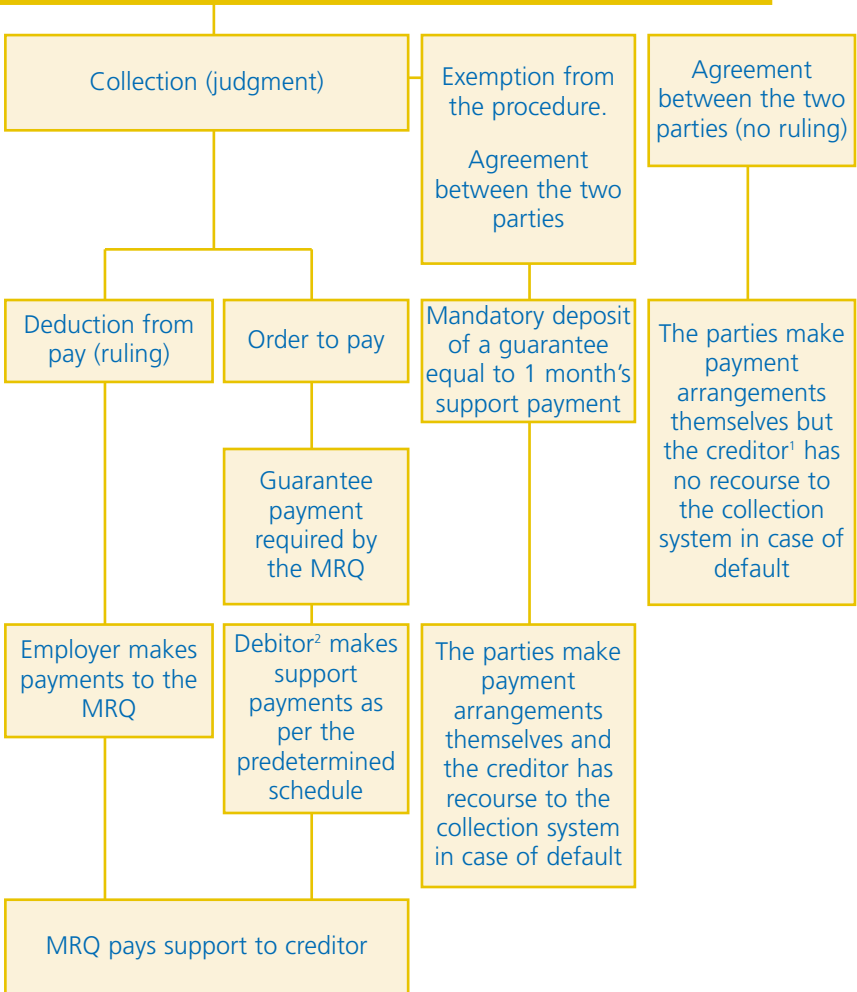 Collection (judgment)
Exemption from
the procedure.
Agreement
between the two
parties
Agreement
between the two
parties (no ruling)
Deduction from
pay (ruling)
Order to pay
Mandatory deposit
of a guarantee
equal to 1 month's
support payment
The parties make
payment
arrangements
themselves but
the creditor¹ has
no recourse to
the collection
system in case of
default
Guarantee
payment
required by
the MRQ
Employer makes
payments to the
MRQ
Debitor² makes
support
payments as
per the
predetermined
schedule
The parties make
payment
arrangements
themselves and
the creditor has
recourse to the
collection system
in case of default
MRQ pays support to creditor